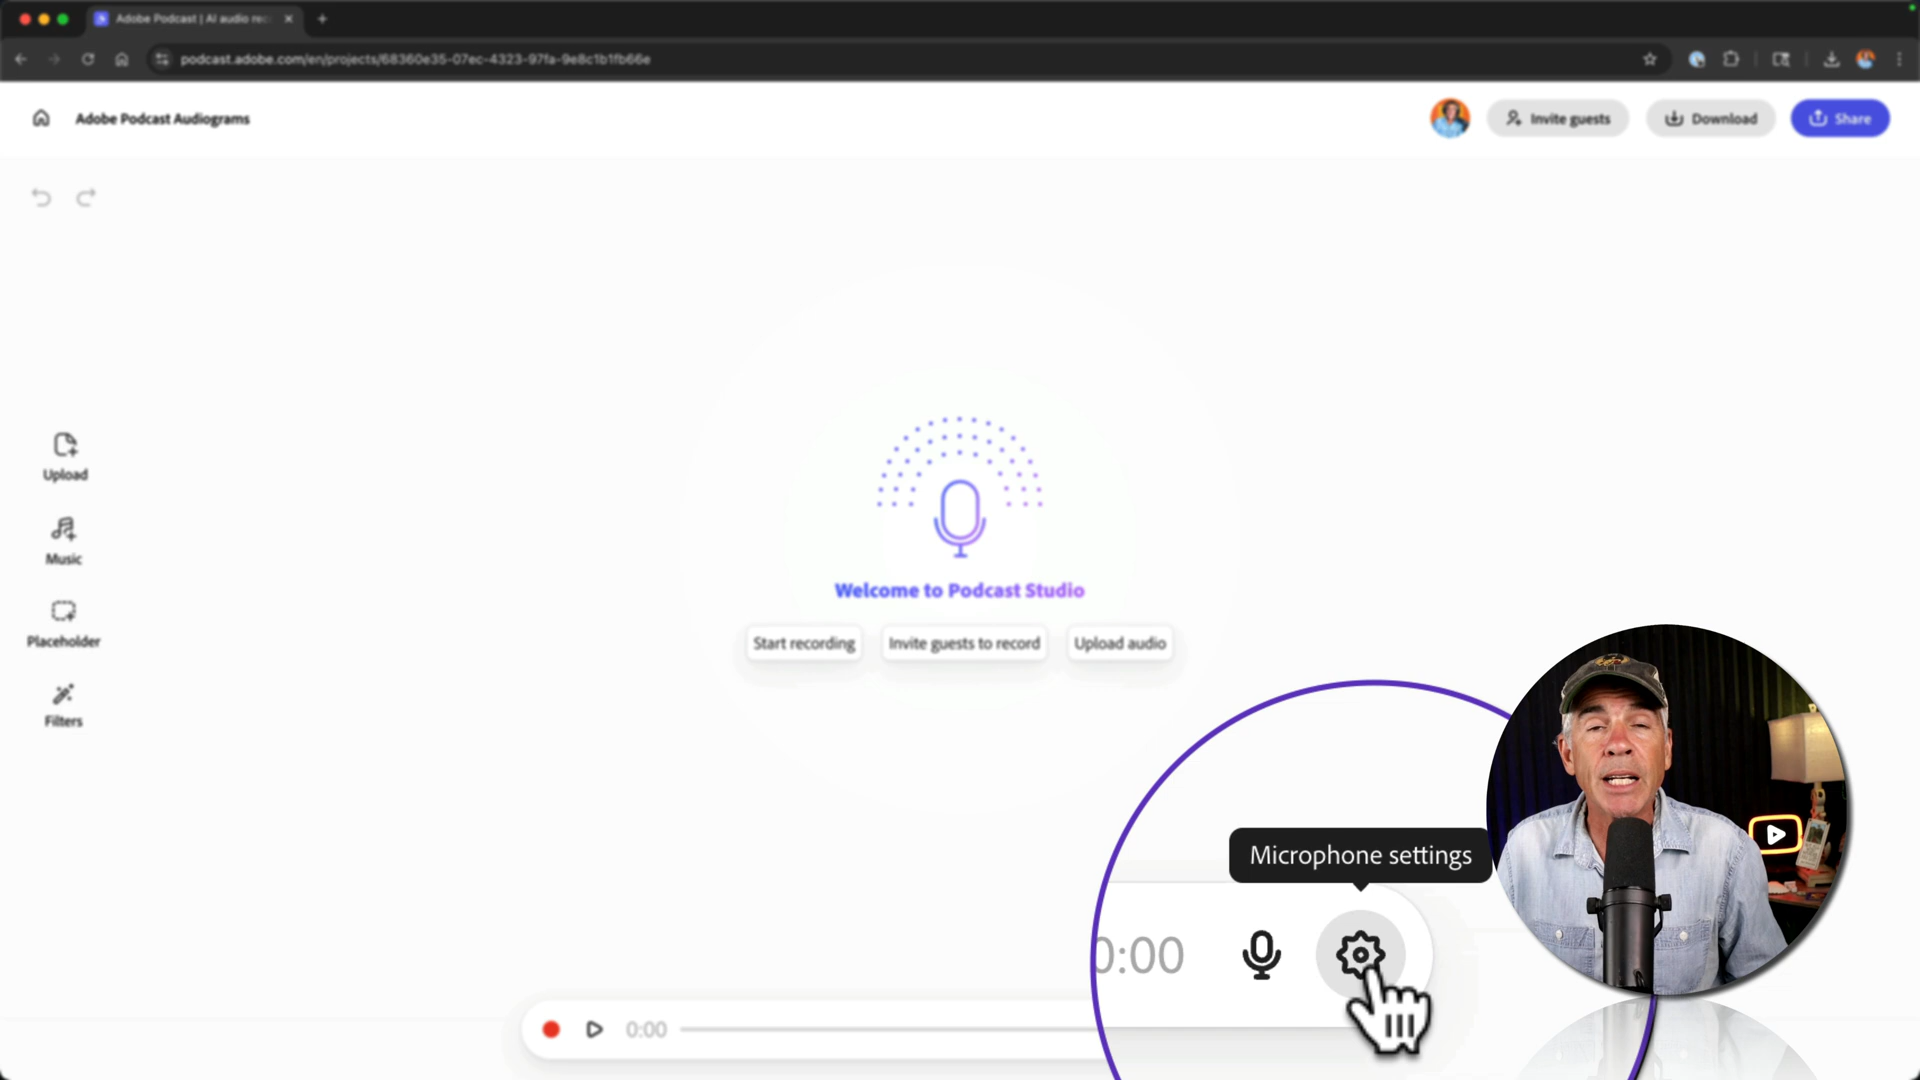 Adobe Podcast | AI audio rec
podcast.adobe.com/en/projects/68360e35-07ec-4323-97fa-9e8c1b1fb66e
Adobe Podcast Audiograms
Invite guests
Download
Share
Upload
Music
Placeholder
Filters
Welcome to Podcast Studio
Start recording
Invite guests to record
Upload audio
Microphone settings
0:00
0:00